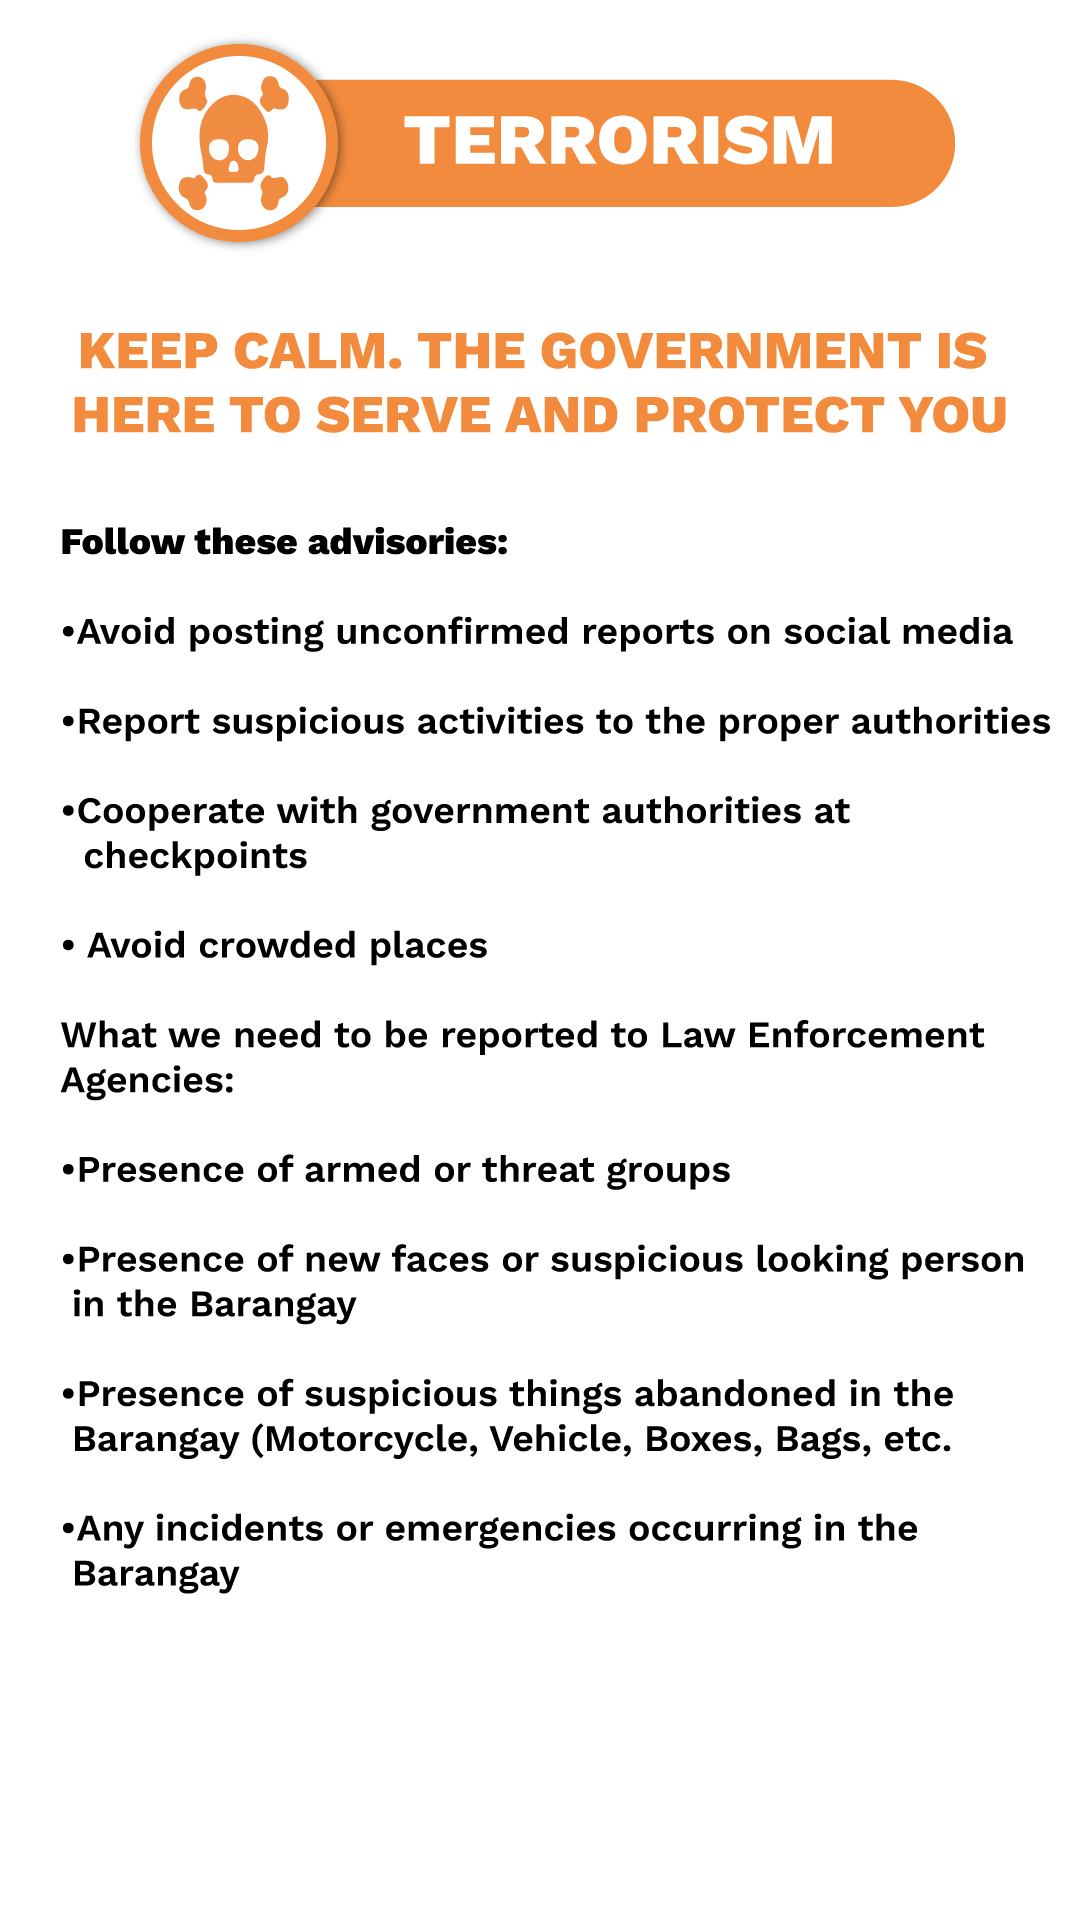 TERRORISM
KEEP CALM. THE GOVERNMENT IS
HERE TO SERVE AND PROTECT YOU
Follow these advisories:
•Avoid posting unconfirmed reports on social media
•Report suspicious activities to the proper authorities
•Cooperate with government authorities at
checkpoints
• Avoid crowded places
What we need to be reported to Law Enforcement
Agencies:
•Presence of armed or threat groups
•Presence of new faces or suspicious looking person
in the Barangay
•Presence of suspicious things abandoned in the
Barangay (Motorcycle, Vehicle, Boxes, Bags, etc.
•Any incidents or emergencies occurring in the
Barangay